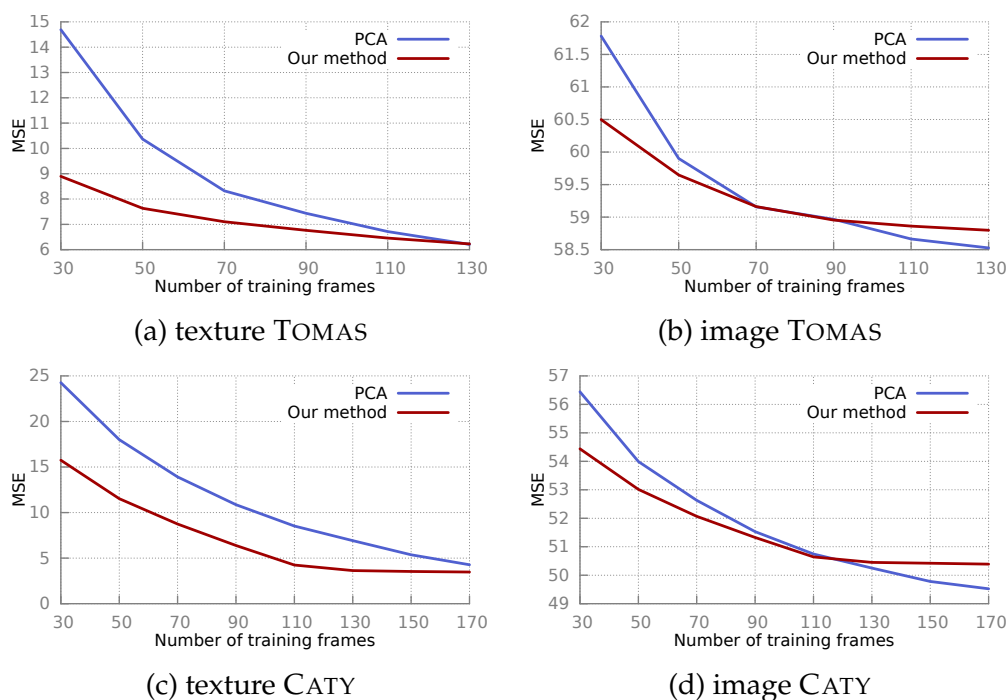 15
14
13
12
11
10
9
8
7
6
MSE
PCA
Our method
30 50 70 90 110 130
Number of training frames
(a) texture TOMAS
62
61.5
61
60.5
60
59.5
59
58.5
MSE
PCA
Our method
30 50 70 90 110 130
Number of training frames
(b) image TOMAS
25
20
15
10
5
0
MSE
PCA
Our method
30 50 70 90 110 130 150 170
Number of training frames
(c) texture CATY
57
56
55
54
53
52
51
50
49
MSE
PCA
Our method
30 50 70 90 110 130 150 170
Number of training frames
(d) image CATY